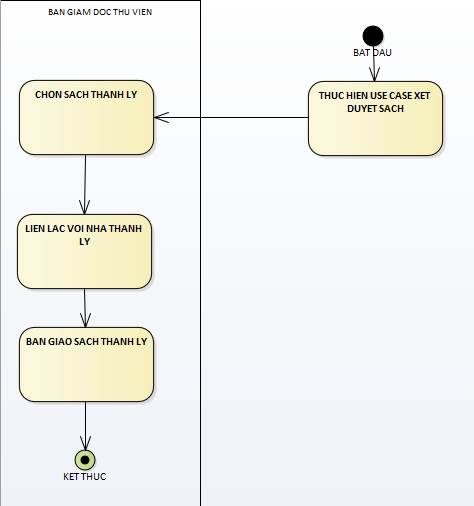 BAN GIAM DOC THU VIEN
BAT DAU
CHON SACH THANH LY
THUC HIEN USE CASE XET
DUYET SACH
LIEN LAC VOI NHA THANH
LY
BAN GIAO SACH THANH LY
KET THUC